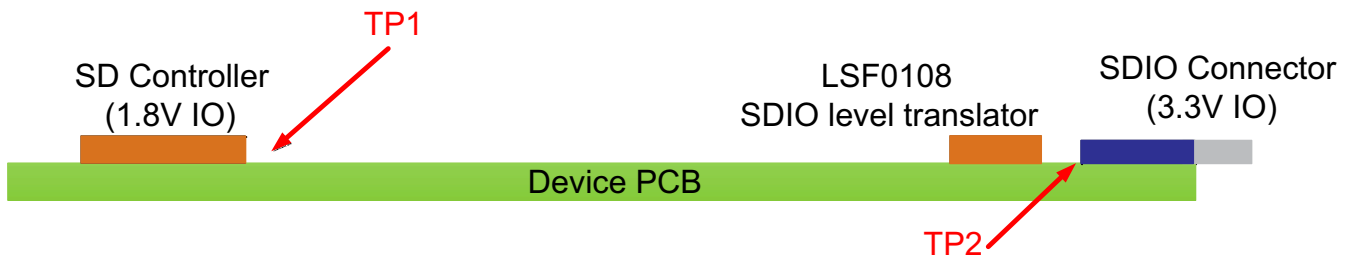 TP1
SD Controller
(1.8V IO)
LSF0108
SDIO level translator
SDIO Connector
(3.3V IO)
Device PCB
TP2